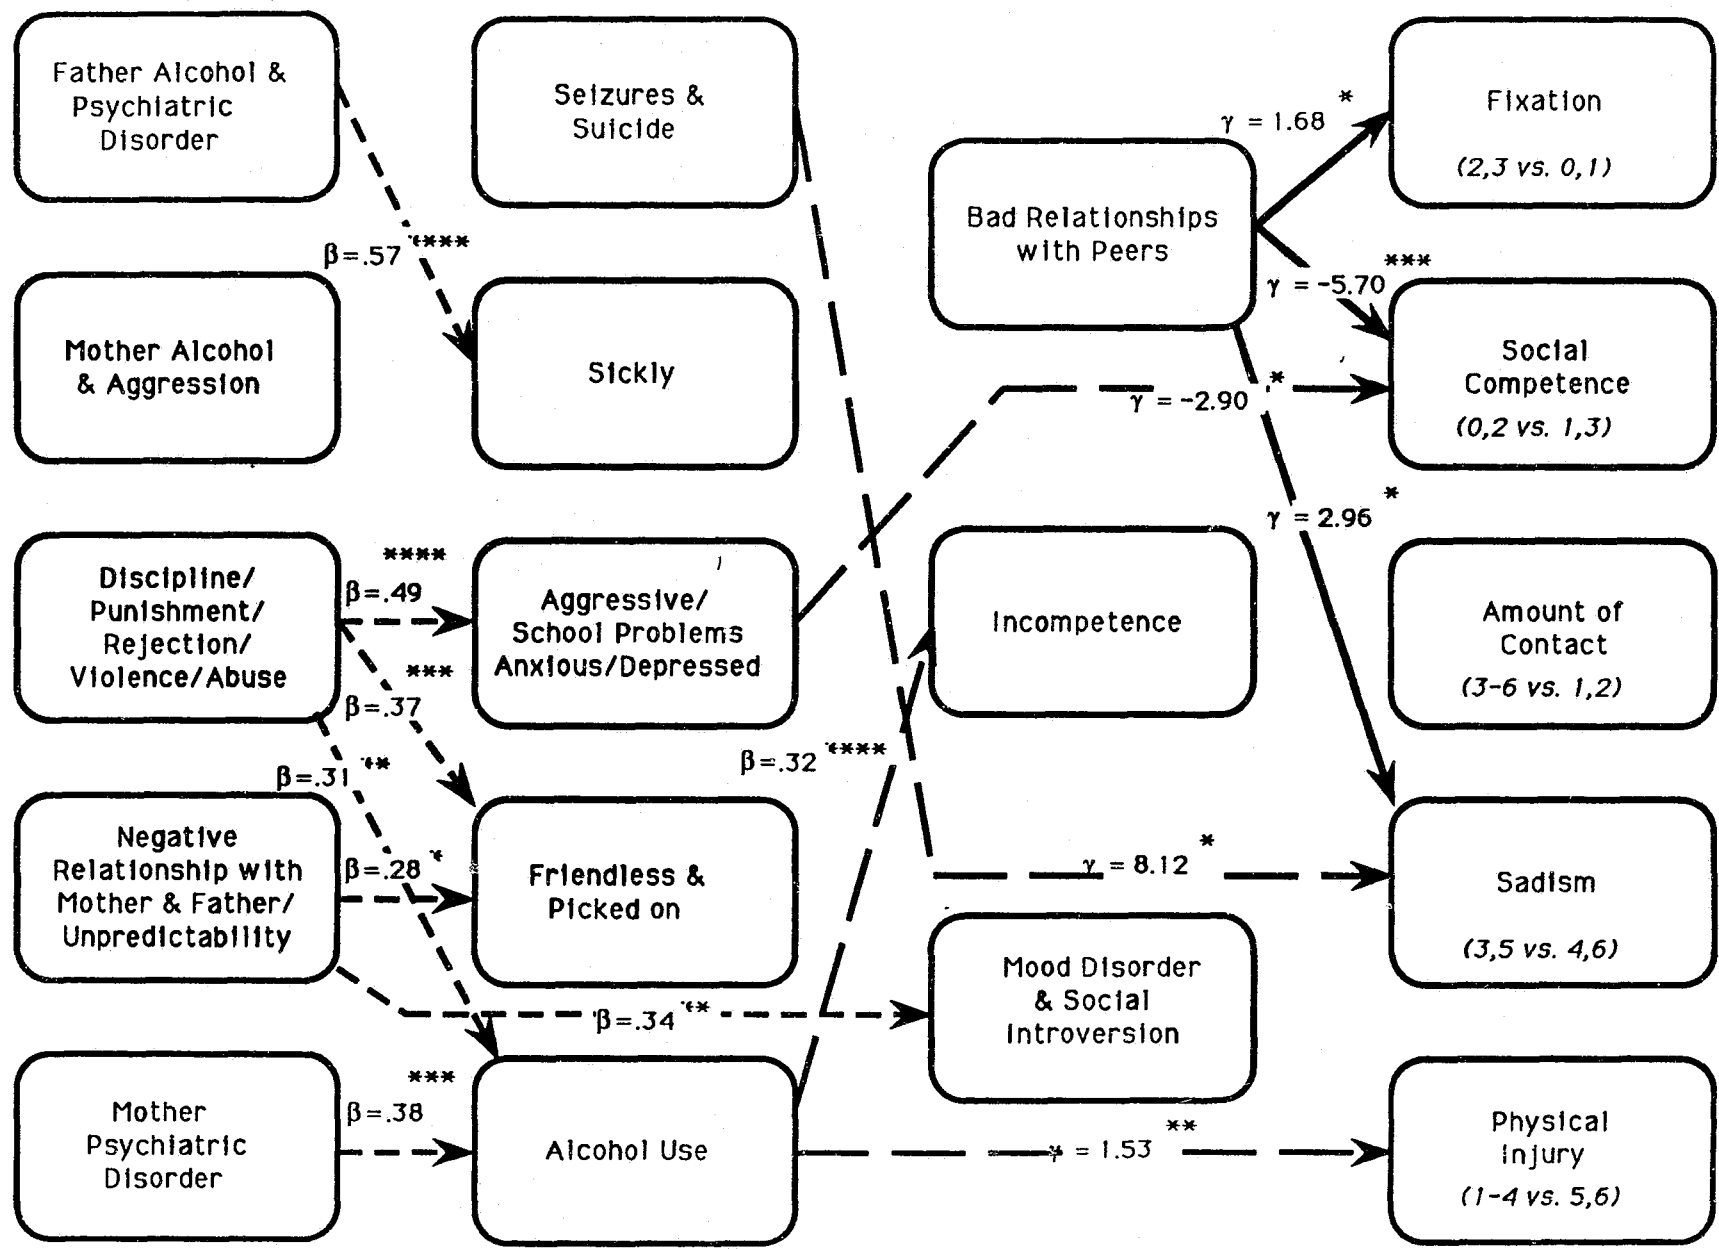 Father Alcohol &
Psychiatric
Disorder
Seizures &
Suicide
Fixation
(2,3 vs. 0,1)
γ = 1.68 *
Bad Relationships
with Peers
β=.57 ****
γ = -5.70 ***
Mother Alcohol
& Aggression
Sickly
Social
Competence
(0,2 vs. 1,3)
γ = -2.90 *
γ = 2.96 *
Discipline/
Punishment/
Rejection/
Violence/Abuse
β=.49 ****
Aggressive/
School Problems
Anxious/Depressed
Incompetence
Amount of
Contact
(3-6 vs. 1,2)
β=.37 ***
β=.31 **
β=.32 ****
Negative
Relationship with
Mother & Father/
Unpredictability
β=.28 *
Friendless &
Picked on
γ = 8.12 *
Sadism
(3,5 vs. 4,6)
Mood Disorder
& Social
Introversion
β=.34 **
Mother
Psychiatric
Disorder
β=.38 ***
Alcohol Use
γ = 1.53 **
Physical
Injury
(1-4 vs. 5,6)